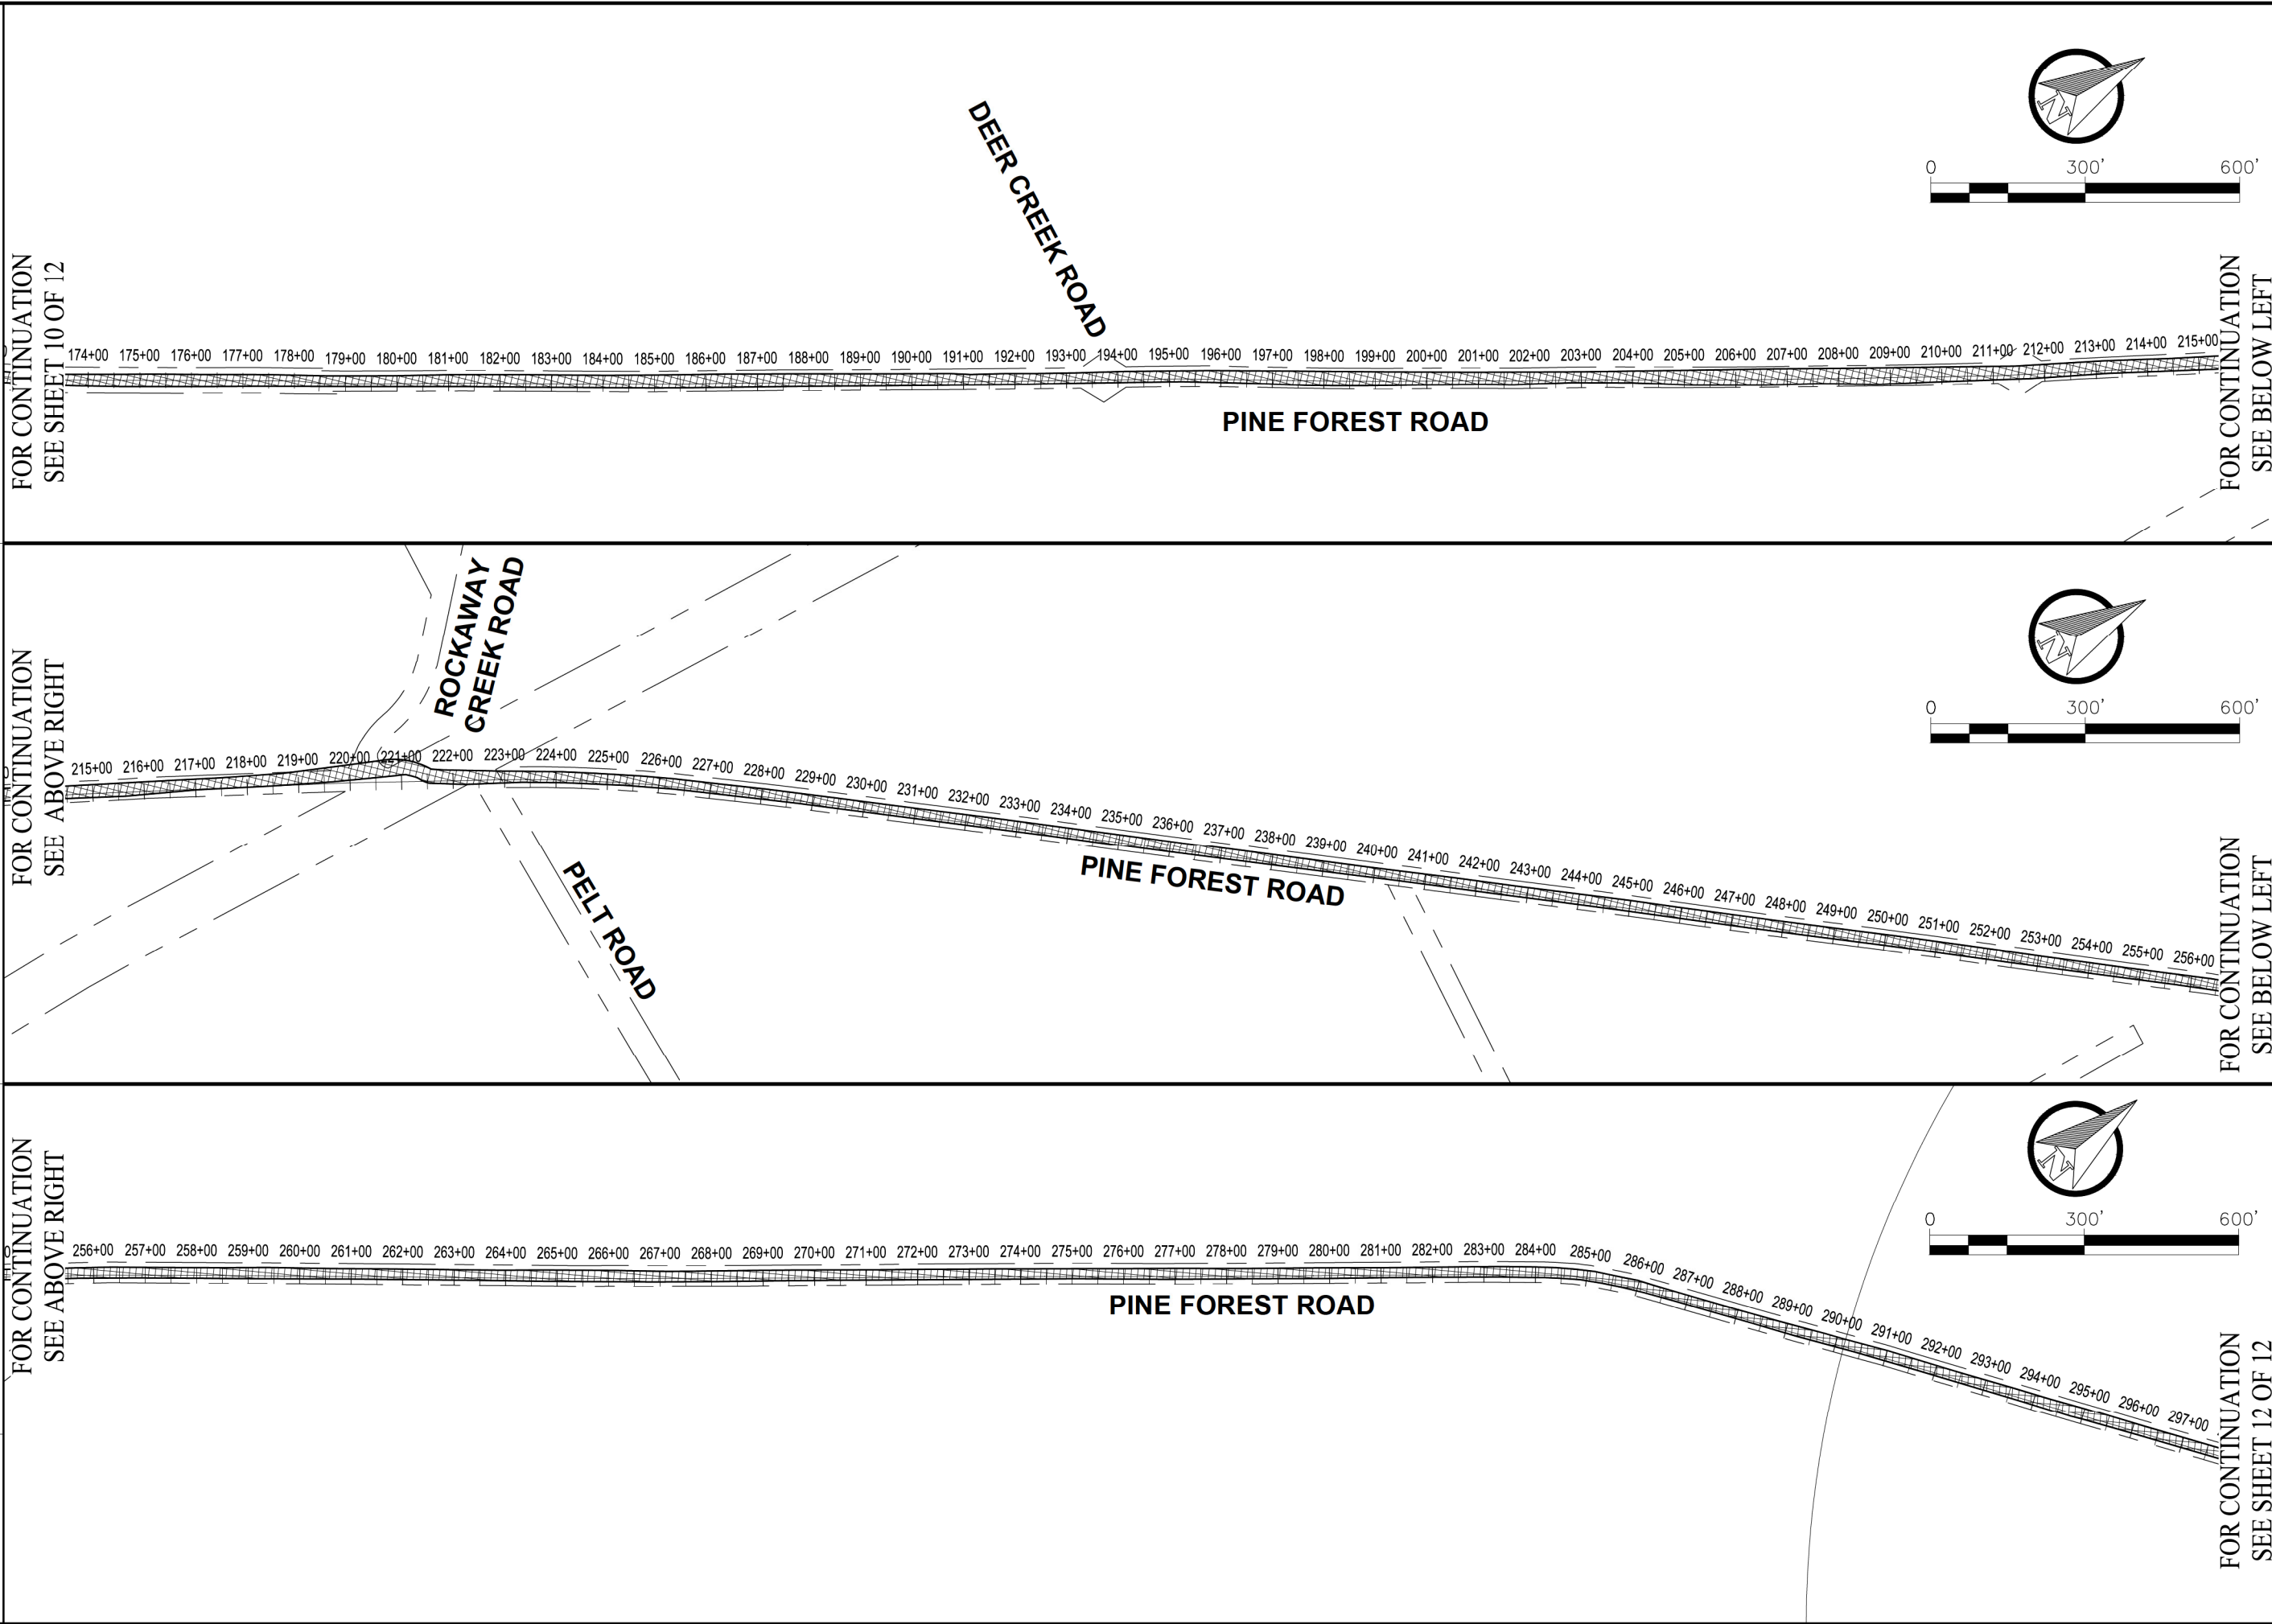 DEER CREEK ROAD
N
0 300' 600'
FOR CONTINUATION
SEE SHEET 10 OF 12
174+00 175+00 176+00 177+00 178+00 179+00 180+00 181+00 182+00 183+00 184+00 185+00 186+00 187+00 188+00 189+00 190+00 191+00 192+00 193+00 194+00 195+00 196+00 197+00 198+00 199+00 200+00 201+00 202+00 203+00 204+00 205+00 206+00 207+00 208+00 209+00 210+00 211+00 212+00 213+00 214+00 215+00
PINE FOREST ROAD
FOR CONTINUATION
SEE BELOW LEFT
ROCKAWAY
CREEK ROAD
N
0 300' 600'
FOR CONTINUATION
SEE ABOVE RIGHT
215+00 216+00 217+00 218+00 219+00 220+00 221+00 222+00 223+00 224+00 225+00 226+00 227+00 228+00 229+00 230+00 231+00 232+00 233+00 234+00 235+00 236+00 237+00 238+00 239+00 240+00 241+00 242+00 243+00 244+00 245+00 246+00 247+00 248+00 249+00 250+00 251+00 252+00 253+00 254+00 255+00 256+00
PELT ROAD
PINE FOREST ROAD
FOR CONTINUATION
SEE BELOW LEFT
N
0 300' 600'
FOR CONTINUATION
SEE ABOVE RIGHT
256+00 257+00 258+00 259+00 260+00 261+00 262+00 263+00 264+00 265+00 266+00 267+00 268+00 269+00 270+00 271+00 272+00 273+00 274+00 275+00 276+00 277+00 278+00 279+00 280+00 281+00 282+00 283+00 284+00 285+00 286+00 287+00 288+00 289+00 290+00 291+00 292+00 293+00 294+00 295+00 296+00 297+00
PINE FOREST ROAD
FOR CONTINUATION
SEE SHEET 12 OF 12